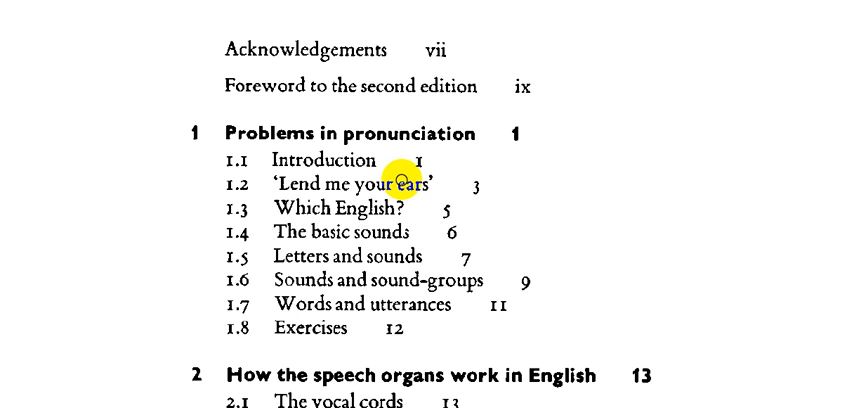 Acknowledgements vii
Foreword to the second edition ix
1 Problems in pronunciation 1
1.1 Introduction 1
1.2 ‘Lend me your ears’ 3
1.3 Which English? 5
1.4 The basic sounds 6
1.5 Letters and sounds 7
1.6 Sounds and sound-groups 9
1.7 Words and utterances 11
1.8 Exercises 12
2 How the speech organs work in English 13
2.1 The vocal cords 13